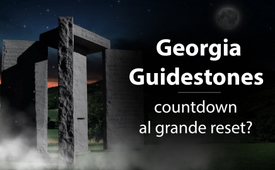 Georgia
Guidestones
countdown
al grande reset?